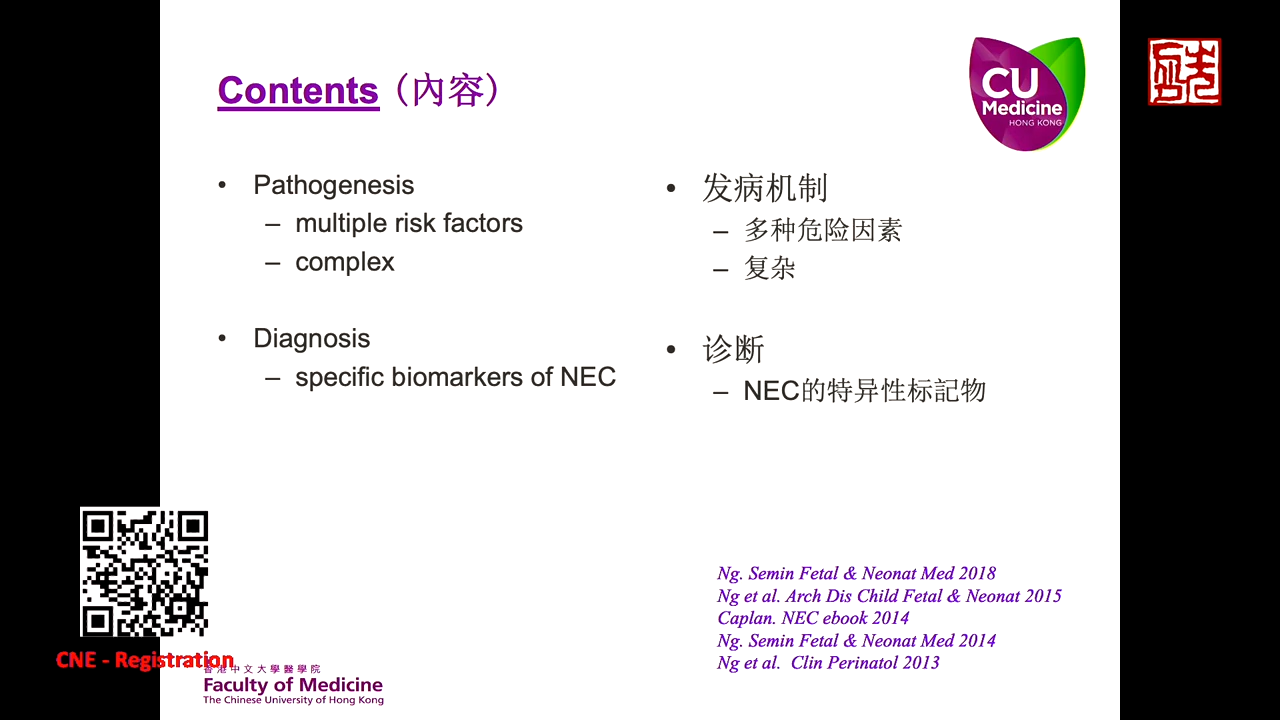 Contents (內容)
CU
Medicine
HONG KONG
• Pathogenesis
– multiple risk factors
– complex
• Diagnosis
– specific biomarkers of NEC
• 发病机制
– 多种危险因素
– 复杂
• 诊断
– NEC的特异性标記物
Ng. Semin Fetal & Neonat Med 2018
Ng et al. Arch Dis Child Fetal & Neonat 2015
Caplan. NEC ebook 2014
Ng. Semin Fetal & Neonat Med 2014
Ng et al. Clin Perinatol 2013
CNE - Registration
香港中文大學醫學院
Faculty of Medicine
The Chinese University of Hong Kong